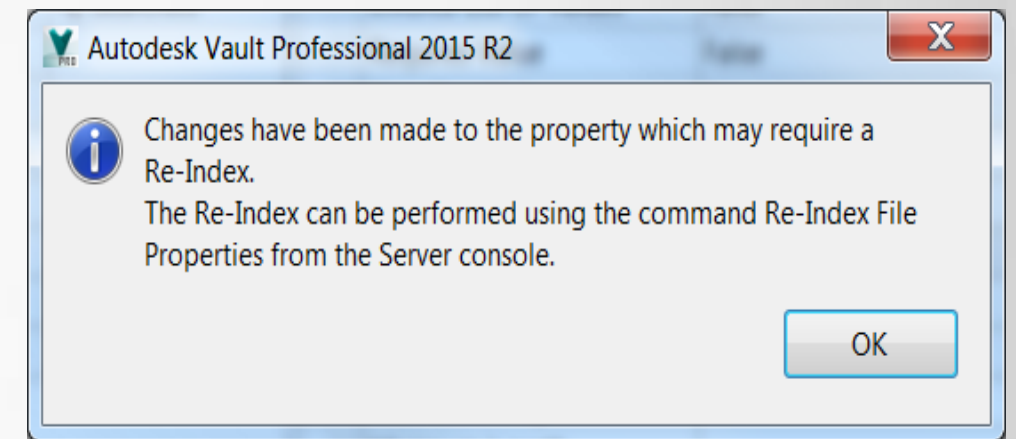 Autodesk Vault Professional 2015 R2
Changes have been made to the property which may require a
Re-Index.
The Re-Index can be performed using the command Re-Index File
Properties from the Server console.
OK